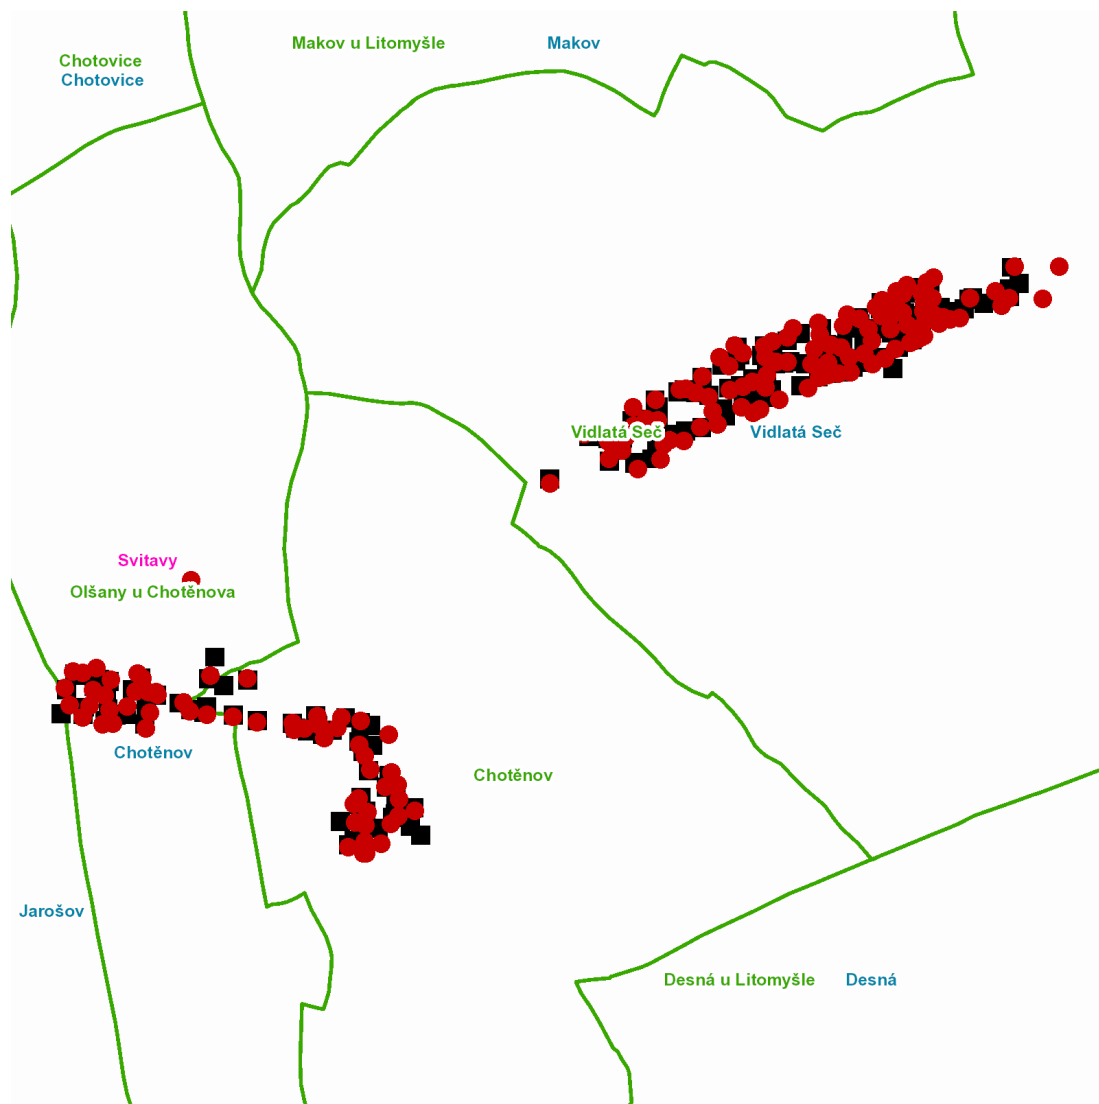 Makov u Litomyšle
Makov
Chotovice
Chotovice
Vidlatá Seč
Vidlatá Seč
Svitavy
Olšany u Chotěnova
Chotěnov
Chotěnov
Jarošov
Desná u Litomyšle
Desná